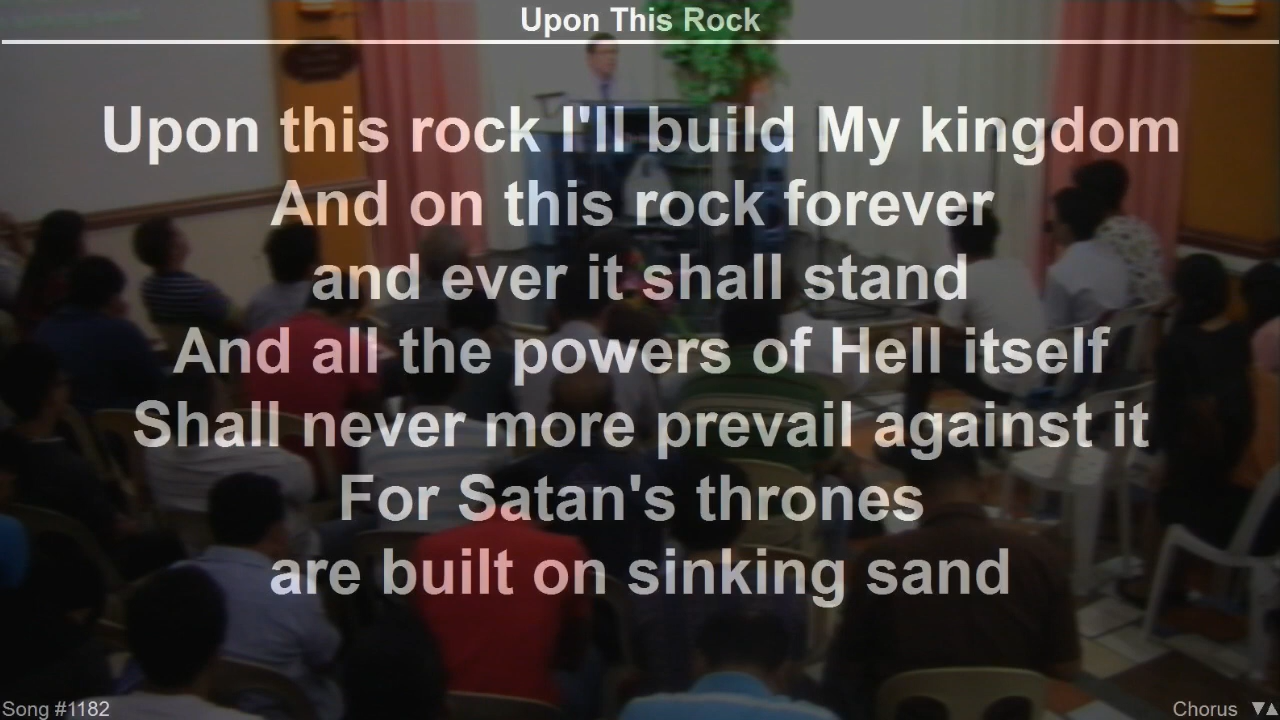 Upon This Rock
Upon this rock I'll build My kingdom
And on this rock forever
and ever it shall stand
And all the powers of Hell itself
Shall never more prevail against it
For Satan's thrones
are built on sinking sand
Song #1182
Chorus ▼▲